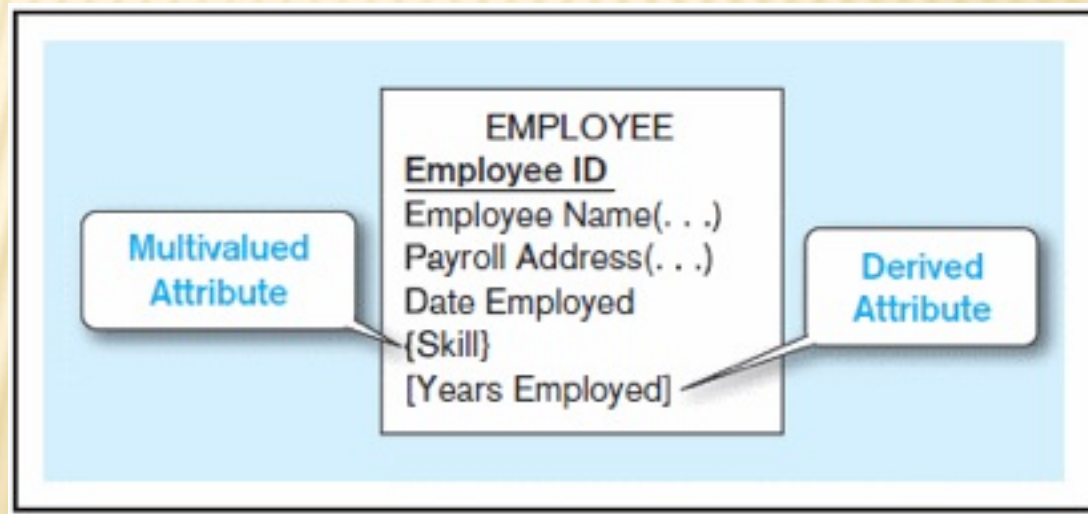 EMPLOYEE
Employee ID
Employee Name(. . .)
Payroll Address(. . .)
Date Employed
{Skill}
[Years Employed]
Multivalued
Attribute
Derived
Attribute